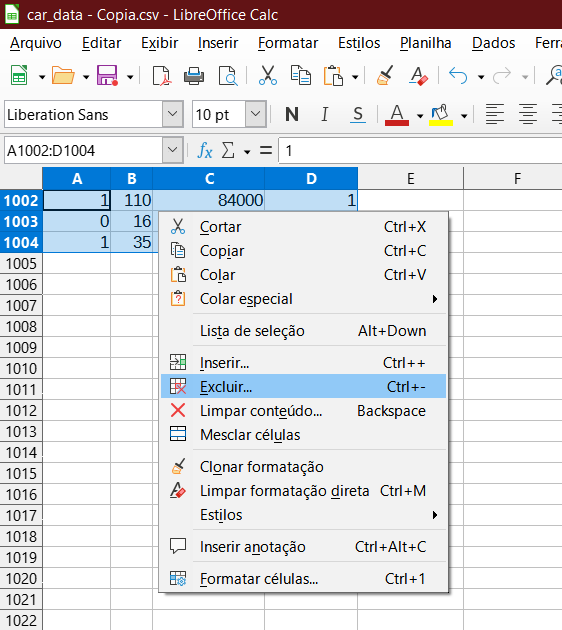 car_data - Copia.csv - LibreOffice Calc
Arquivo Editar Exibir Inserir Formatar Estilos Planilha Dados Ferra
Liberation Sans 10 pt N I S A
A1002:D1004 fx Σ = 1
A B C D E F
1002 1 110 84000 1
1003 0 16
1004 1 35
Cortar Ctrl+X
Copiar Ctrl+C
Colar Ctrl+V
Colar especial
Lista de seleção Alt+Down
Inserir... Ctrl++
Excluir... Ctrl+-
Limpar conteúdo... Backspace
Mesclar células
Clonar formatação
Limpar formatação direta Ctrl+M
Estilos
Inserir anotação Ctrl+Alt+C
Formatar células... Ctrl+1
1005
1006
1007
1008
1009
1010
1011
1012
1013
1014
1015
1016
1017
1018
1019
1020
1021
1022